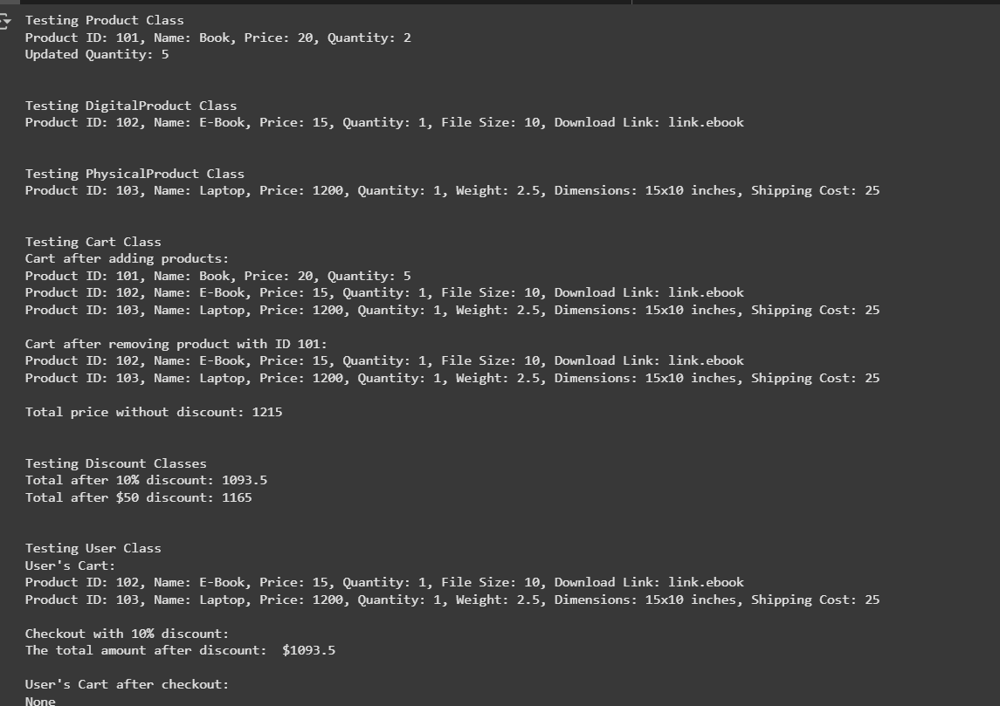 Testing Product Class
Product ID: 101, Name: Book, Price: 20, Quantity: 2
Updated Quantity: 5
Testing DigitalProduct Class
Product ID: 102, Name: E-Book, Price: 15, Quantity: 1, File Size: 10, Download Link: link.ebook
Testing PhysicalProduct Class
Product ID: 103, Name: Laptop, Price: 1200, Quantity: 1, Weight: 2.5, Dimensions: 15x10 inches, Shipping Cost: 25
Testing Cart Class
Cart after adding products:
Product ID: 101, Name: Book, Price: 20, Quantity: 5
Product ID: 102, Name: E-Book, Price: 15, Quantity: 1, File Size: 10, Download Link: link.ebook
Product ID: 103, Name: Laptop, Price: 1200, Quantity: 1, Weight: 2.5, Dimensions: 15x10 inches, Shipping Cost: 25
Cart after removing product with ID 101:
Product ID: 102, Name: E-Book, Price: 15, Quantity: 1, File Size: 10, Download Link: link.ebook
Product ID: 103, Name: Laptop, Price: 1200, Quantity: 1, Weight: 2.5, Dimensions: 15x10 inches, Shipping Cost: 25
Total price without discount: 1215
Testing Discount Classes
Total after 10% discount: 1093.5
Total after $50 discount: 1165
Testing User Class
User's Cart:
Product ID: 102, Name: E-Book, Price: 15, Quantity: 1, File Size: 10, Download Link: link.ebook
Product ID: 103, Name: Laptop, Price: 1200, Quantity: 1, Weight: 2.5, Dimensions: 15x10 inches, Shipping Cost: 25
Checkout with 10% discount:
The total amount after discount:  $1093.5
User's Cart after checkout:
None